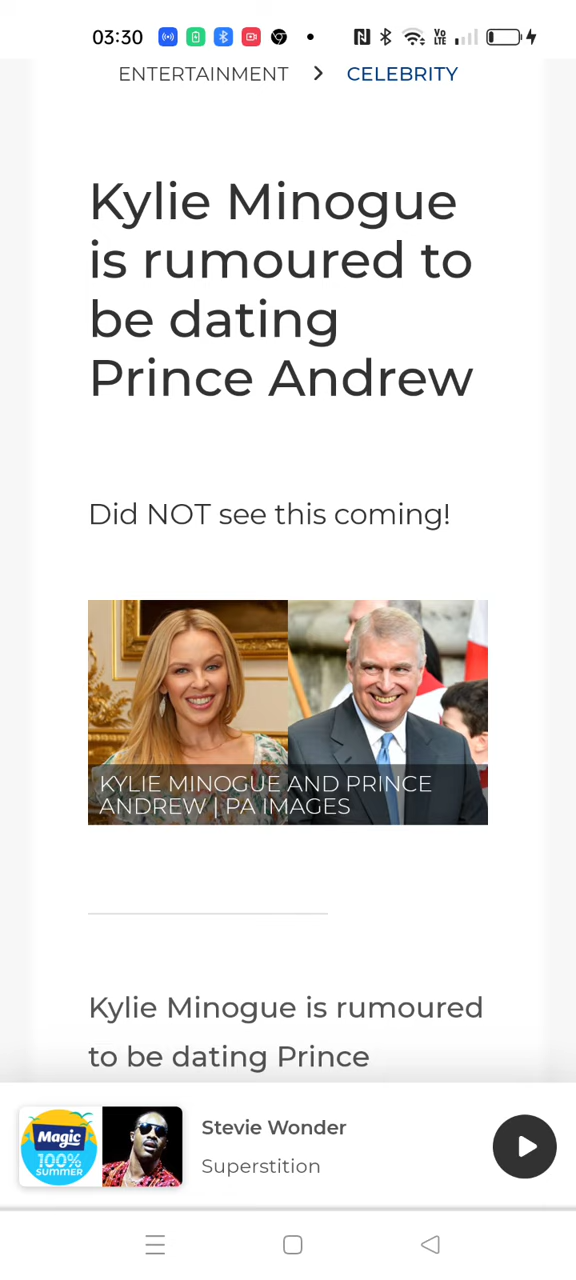 03:30
VO
LTE
ENTERTAINMENT > CELEBRITY
Kylie Minogue
is rumoured to
be dating
Prince Andrew
Did NOT see this coming!
KYLIE MINOGUE AND PRINCE
ANDREW | PA IMAGES
Kylie Minogue is rumoured
to be dating Prince
Magic
100%
SUMMER
Stevie Wonder
Superstition